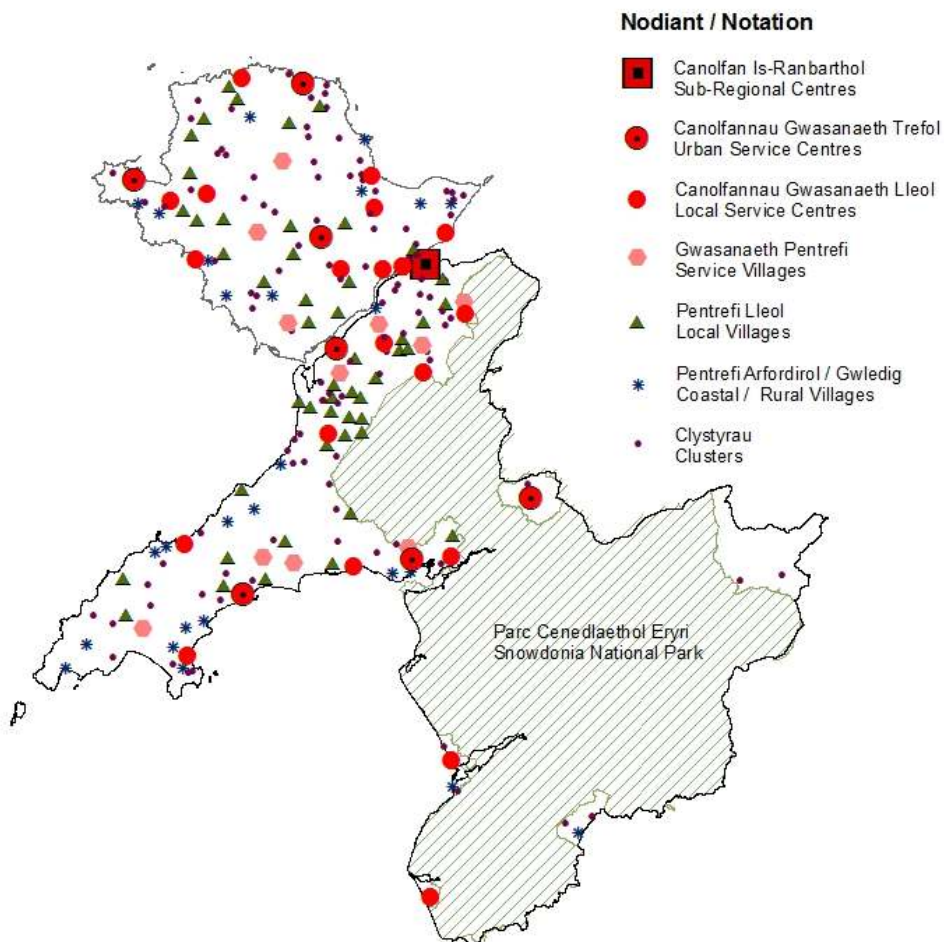 Nodiant / Notation
Canolfan Is-Ranbarthol
Sub-Regional Centres
Canolfannau Gwasanaeth Trefol
Urban Service Centres
Canolfannau Gwasanaeth Lleol
Local Service Centres
Gwasanaeth Pentrefi
Service Villages
Pentrefi Lleol
Local Villages
Pentrefi Arfordirol / Gwledig
Coastal / Rural Villages
Clystyrau
Clusters
Parc Cenedlaethol Eryri
Snowdonia National Park